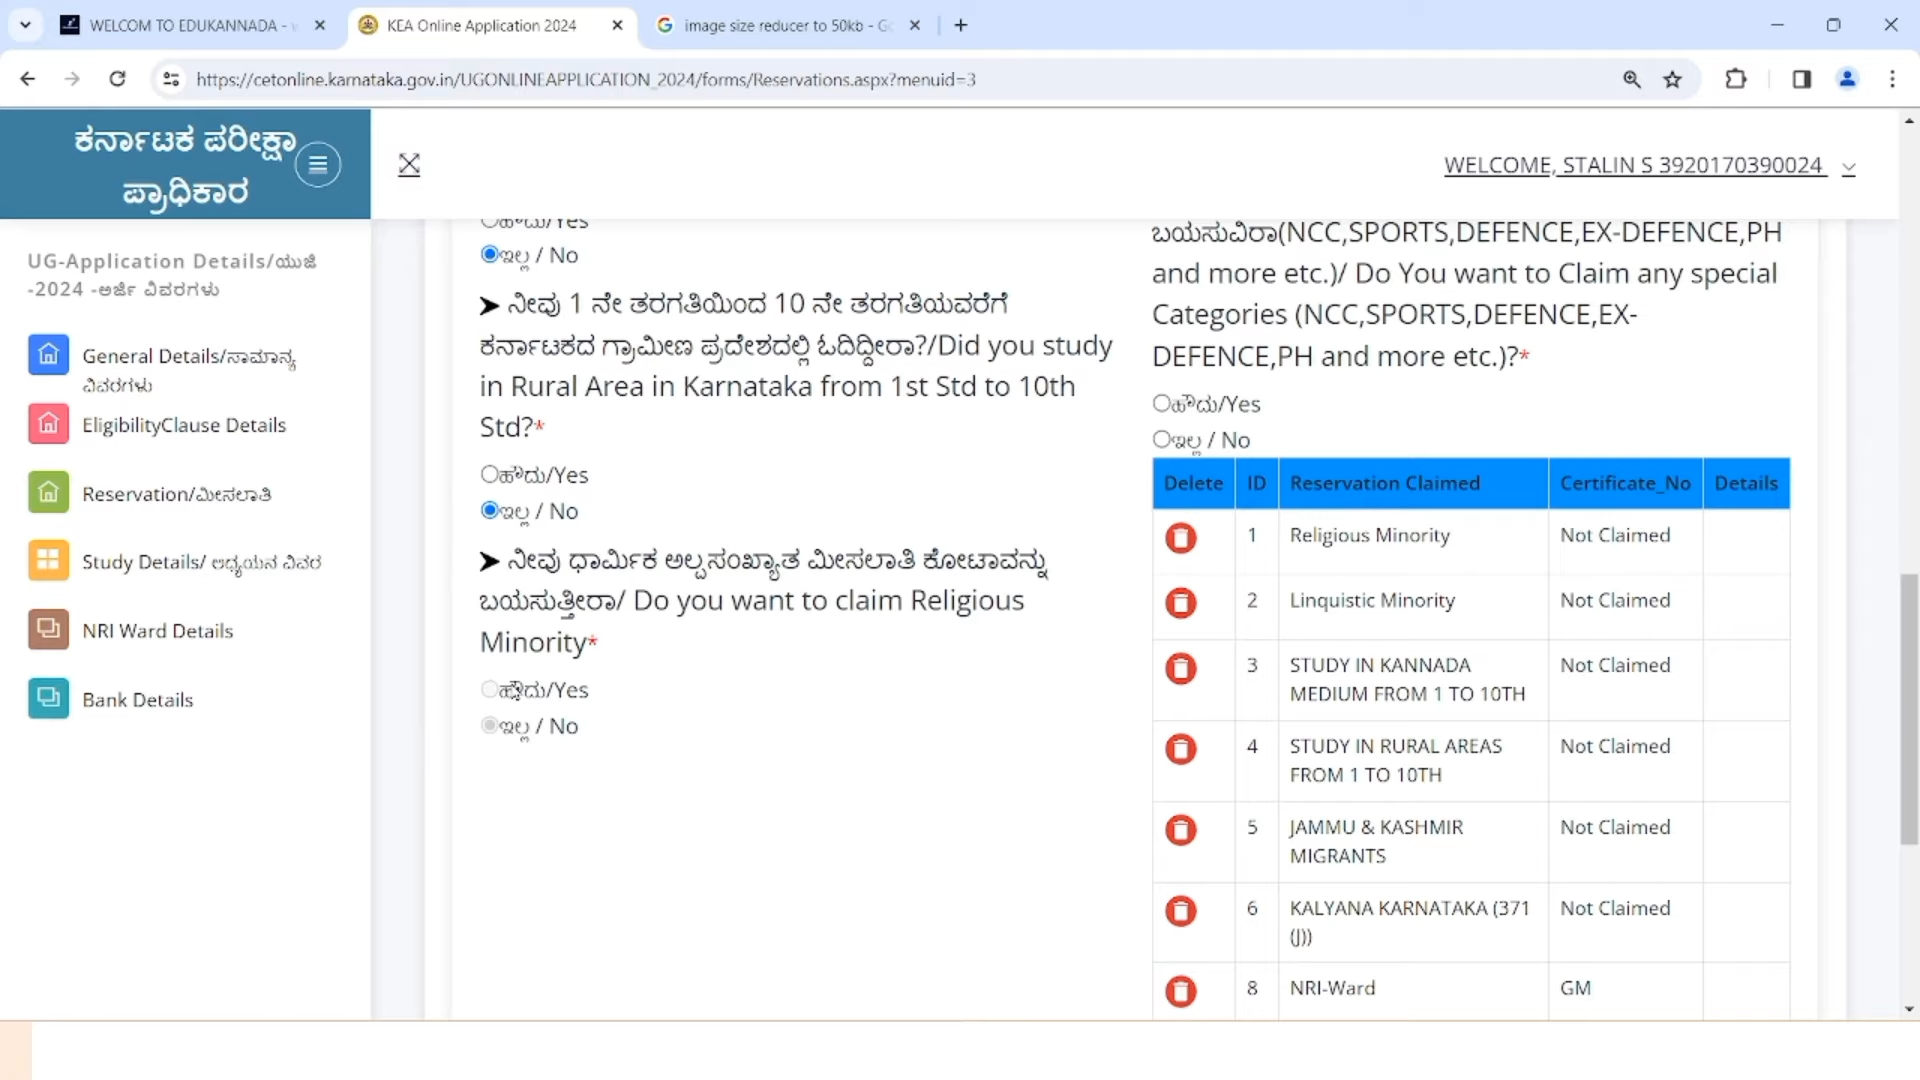 WELCOM TO EDUKANNADA -
KEA Online Application 2024
image size reducer to 50kb - Go
https://cetonline.karnataka.gov.in/UGONLINEAPPLICATION_2024/forms/Reservations.aspx?menuid=3
ಕರ್ನಾಟಕ ಪರೀಕ್ಷಾ
ಪ್ರಾಧಿಕಾರ
WELCOME, STALIN S 3920170390024
UG-Application Details/ಯುಜಿ
-2024 -ಅರ್ಜಿ ವಿವರಗಳು
General Details/ಸಾಮಾನ್ಯ
ವಿವರಗಳು
EligibilityClause Details
Reservation/ಮೀಸಲಾತಿ
Study Details/ ಅಧ್ಯಯನ ವಿವರ
NRI Ward Details
Bank Details
ಹೌದು/Yes
ಇಲ್ಲ / No
➤ ನೀವು 1 ನೇ ತರಗತಿಯಿಂದ 10 ನೇ ತರಗತಿಯವರೆಗೆ
ಕರ್ನಾಟಕದ ಗ್ರಾಮೀಣ ಪ್ರದೇಶದಲ್ಲಿ ಓದಿದ್ದೀರಾ?/Did you study
in Rural Area in Karnataka from 1st Std to 10th
Std?*
ಹೌದು/Yes
ಇಲ್ಲ / No
➤ ನೀವು ಧಾರ್ಮಿಕ ಅಲ್ಪಸಂಖ್ಯಾತ ಮೀಸಲಾತಿ ಕೋಟಾವನ್ನು
ಬಯಸುತ್ತೀರಾ/ Do you want to claim Religious
Minority*
ಹೌದು/Yes
ಇಲ್ಲ / No
ಬಯಸುವಿರಾ(NCC,SPORTS,DEFENCE,EX-DEFENCE,PH
and more etc.)/ Do You want to Claim any special
Categories (NCC,SPORTS,DEFENCE,EX-
DEFENCE,PH and more etc.)?*
ಹೌದು/Yes
ಇಲ್ಲ / No
Delete ID Reservation Claimed Certificate_No Details
1 Religious Minority Not Claimed
2 Linquistic Minority Not Claimed
3 STUDY IN KANNADA Not Claimed
MEDIUM FROM 1 TO 10TH
4 STUDY IN RURAL AREAS Not Claimed
FROM 1 TO 10TH
5 JAMMU & KASHMIR Not Claimed
MIGRANTS
6 KALYANA KARNATAKA (371 Not Claimed
(J))
8 NRI-Ward GM